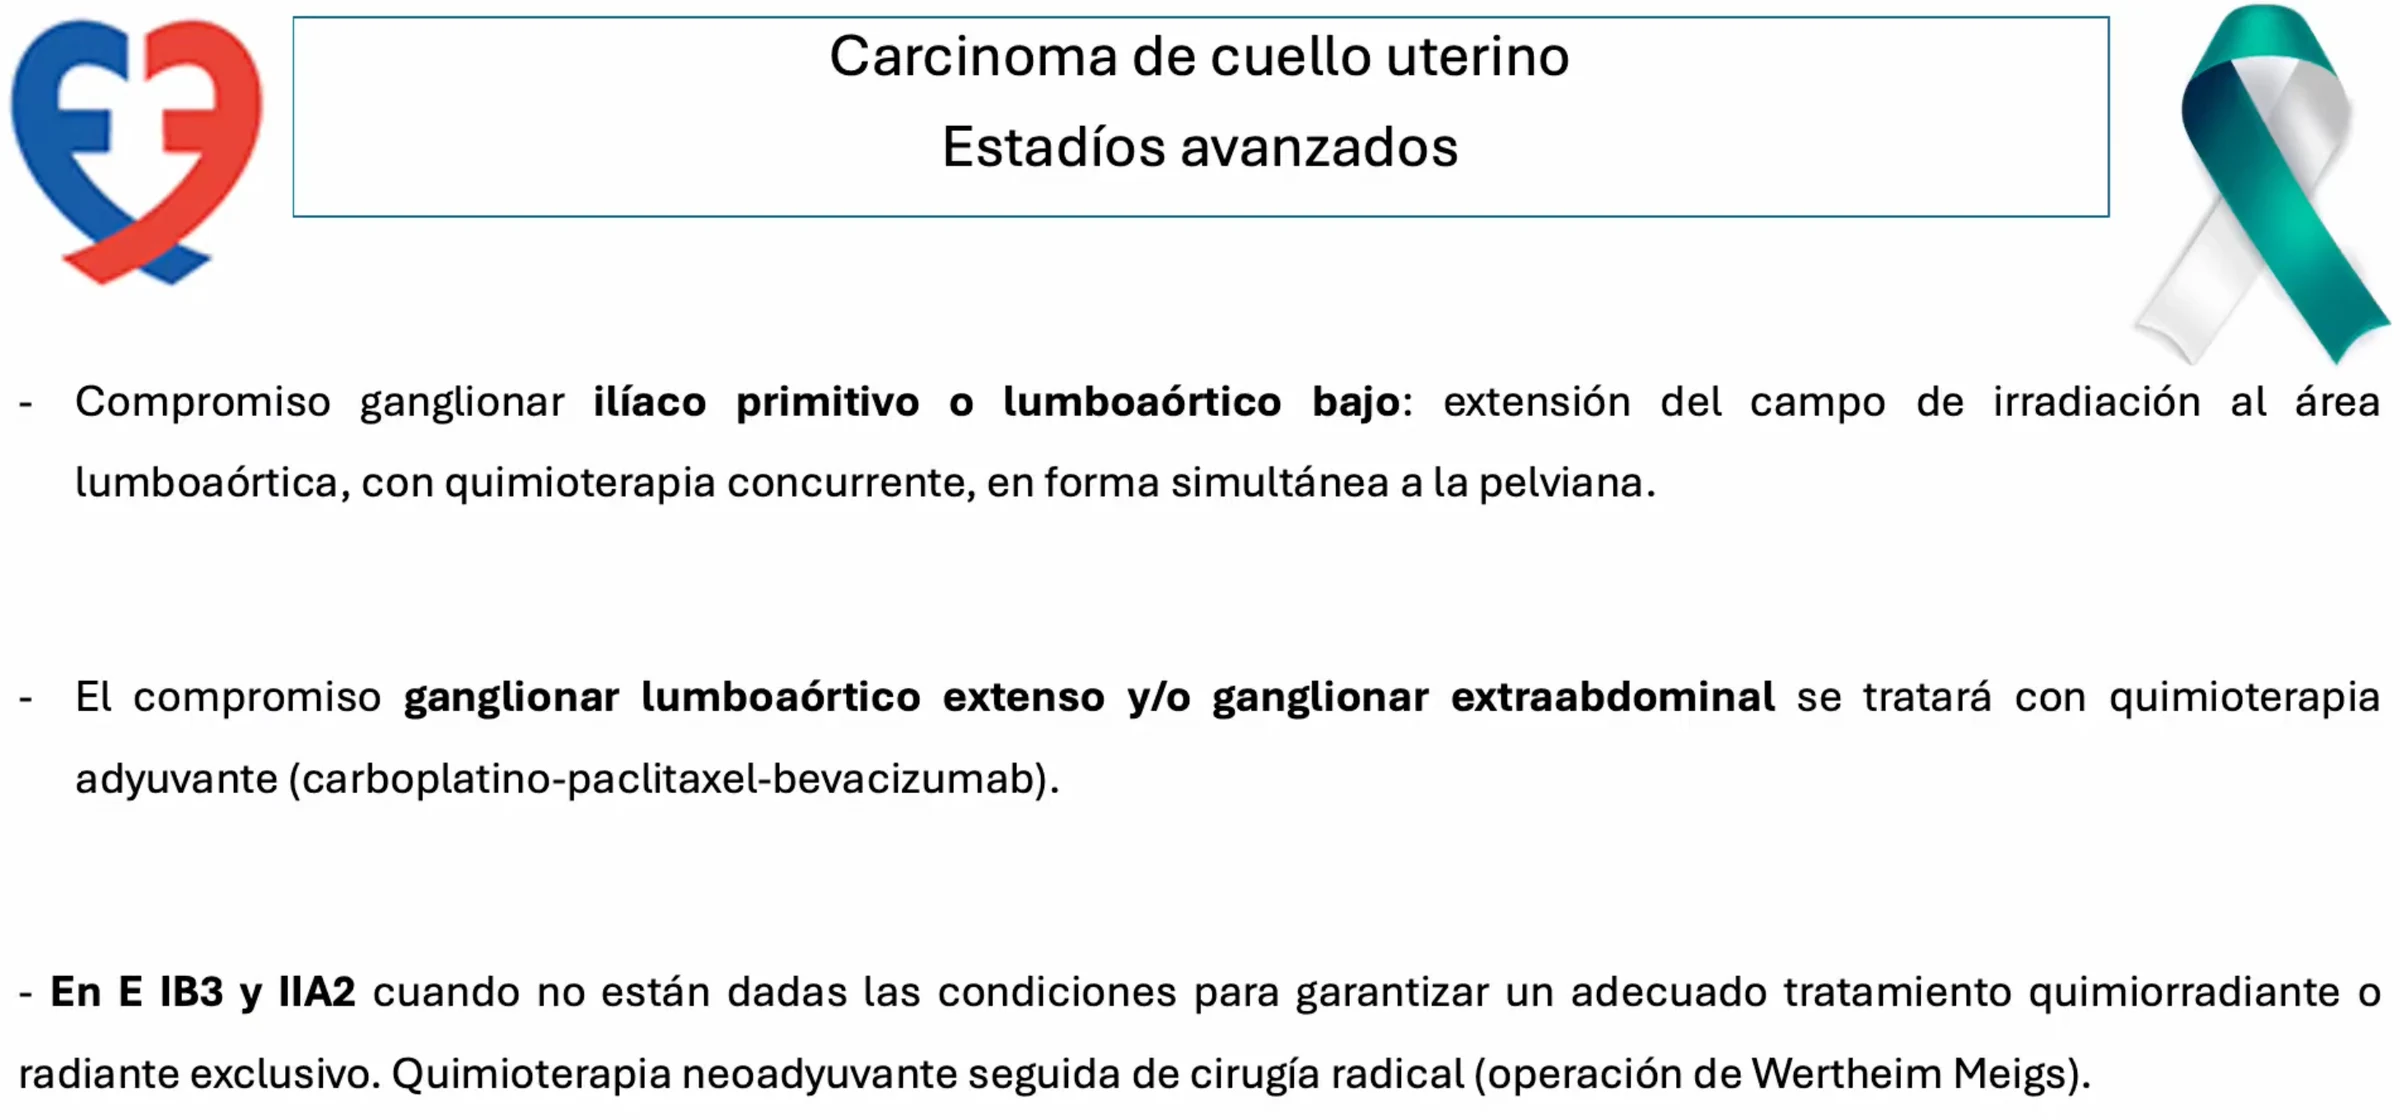 Carcinoma de cuello uterino
Estadíos avanzados
- Compromiso ganglionar ilíaco primitivo o lumboaórtico bajo: extensión del campo de irradiación al área
lumboaórtica, con quimioterapia concurrente, en forma simultánea a la pelviana.
- El compromiso ganglionar lumboaórtico extenso y/o ganglionar extraabdominal se tratará con quimioterapia
adyuvante (carboplatino-paclitaxel-bevacizumab).
- En E IB3 y IIA2 cuando no están dadas las condiciones para garantizar un adecuado tratamiento quimiorradiante o
radiante exclusivo. Quimioterapia neoadyuvante seguida de cirugía radical (operación de Wertheim Meigs).